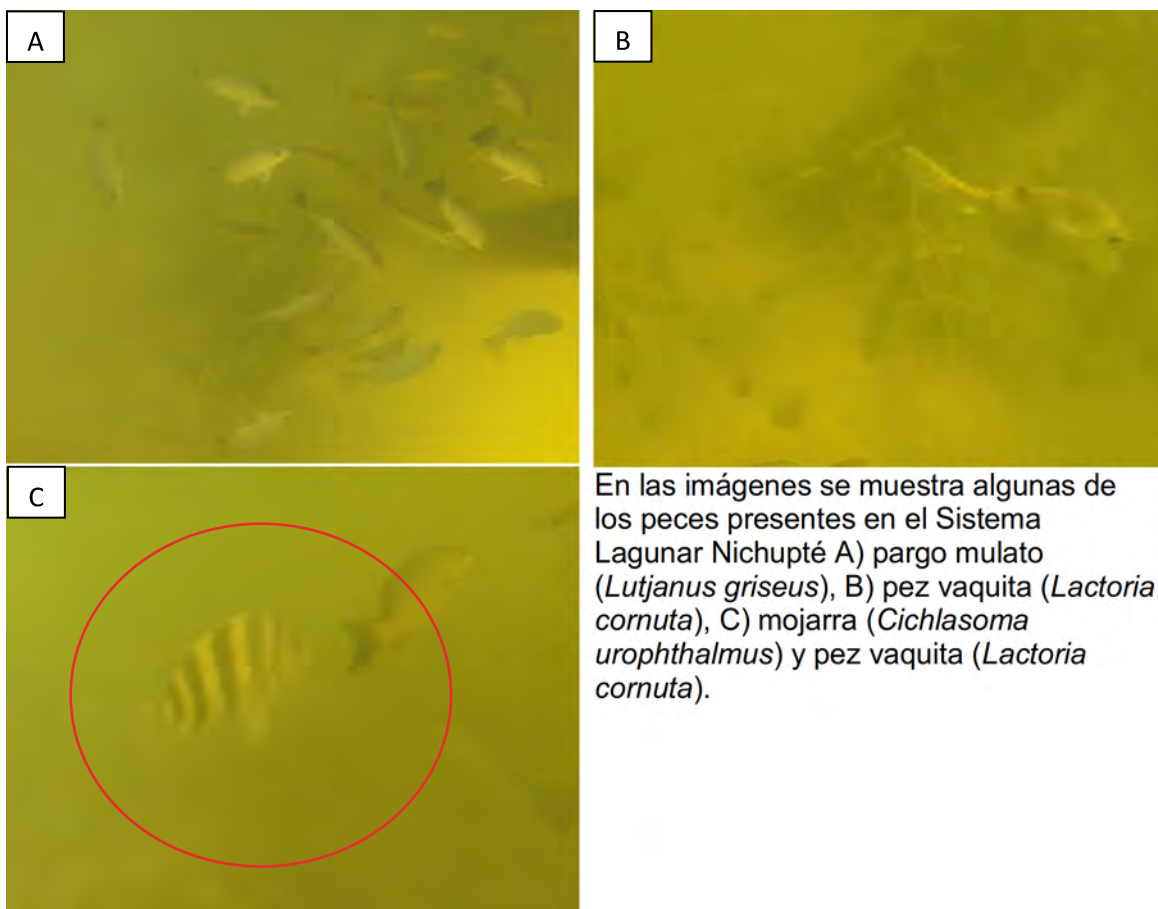 A
B
C
En las imágenes se muestra algunas de
los peces presentes en el Sistema
Lagunar Nichupté A) pargo mulato
(Lutjanus griseus), B) pez vaquita (Lactoria
cornuta), C) mojarra (Cichlasoma
urophthalmus) y pez vaquita (Lactoria
cornuta).